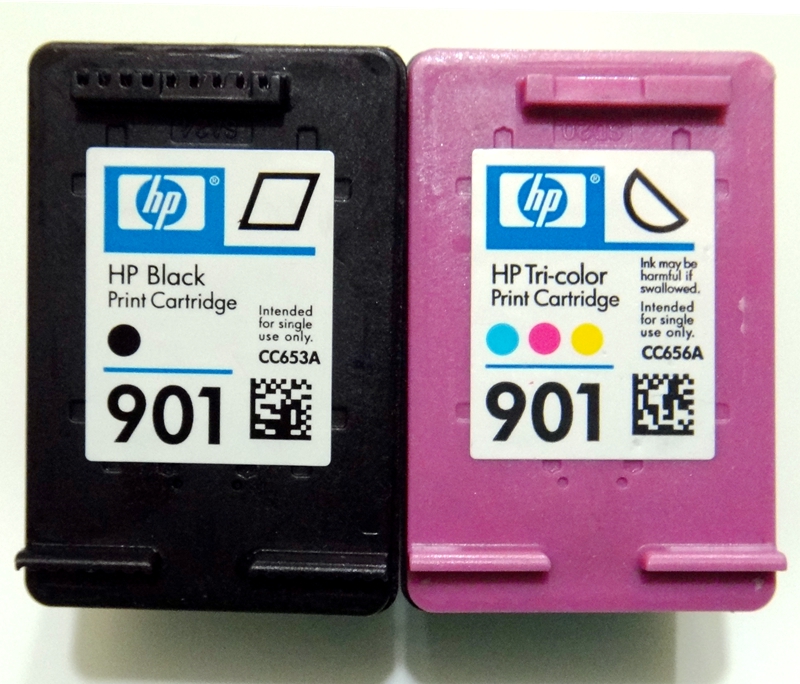 hp®
HP Black
Print Cartridge
Intended
for single
use only.
CC653A
901
hp®
HP Tri-color
Print Cartridge
Ink may be
harmful if
swallowed.
Intended
for single
use only.
CC656A
901